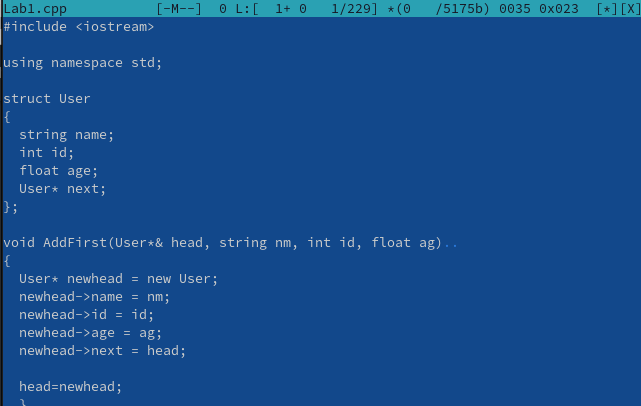 Lab1.cpp [-M--] 0 L:[ 1+ 0 1/229] *(0 /5175b) 0035 0x023 [*][X]
#include <iostream>
using namespace std;
struct User
{
string name;
int id;
float age;
User* next;
};
void AddFirst(User*& head, string nm, int id, float ag)..
{
User* newhead = new User;
newhead->name = nm;
newhead->id = id;
newhead->age = ag;
newhead->next = head;
head=newhead;
}